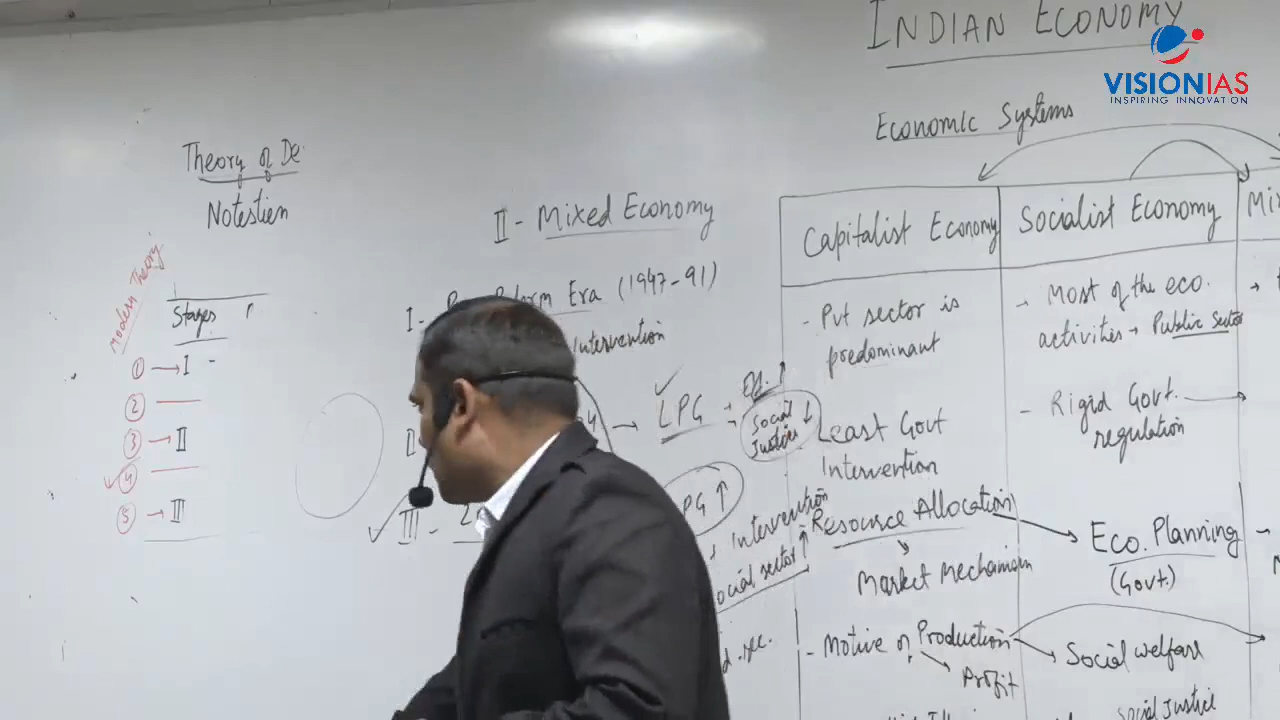 INDIAN ECONOMY
VISIONIAS
INSPIRING INNOVATION
Economic Systems
Theory of De
Notestien
Modern Theory
Stages
① → I -
②
③ → II
④
⑤ → III
II - Mixed Economy
I - Era (1947-91)
Intervention
II → LPG → Eff. ↑
Social Justice ↓
III - PG ↑
Intervention
social sector ↑
d sec.
Capitalist Economy
- Pvt sector is
predominant
Least Govt
Intervention
Resource Allocation
Market Mechanism
- Motive of Production
Profit
Socialist Economy
- Most of the eco.
activities → Public Sector
- Rigid Govt.
regulation
Eco. Planning
(Govt.)
Social welfare
social Justice